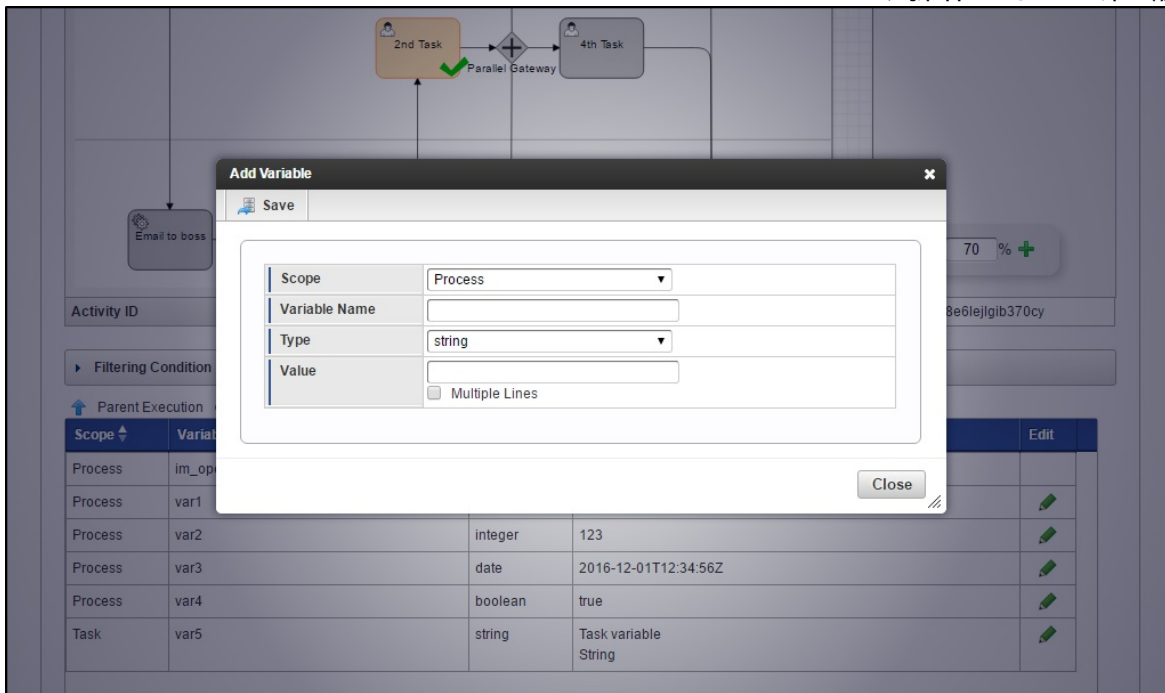 2nd Task
4th Task
Parallel Gateway
Add Variable
Save
Email to boss
70 %
Scope
Process
Variable Name
Type
string
Value
Multiple Lines
Activity ID
8e6lejlgib370cy
Filtering Condition
Parent Execution
Scope
Edit
Process
Close
Process var1
Process var2 integer 123
Process var3 date 2016-12-01T12:34:56Z
Process var4 boolean true
Task var5 string Task variable
String